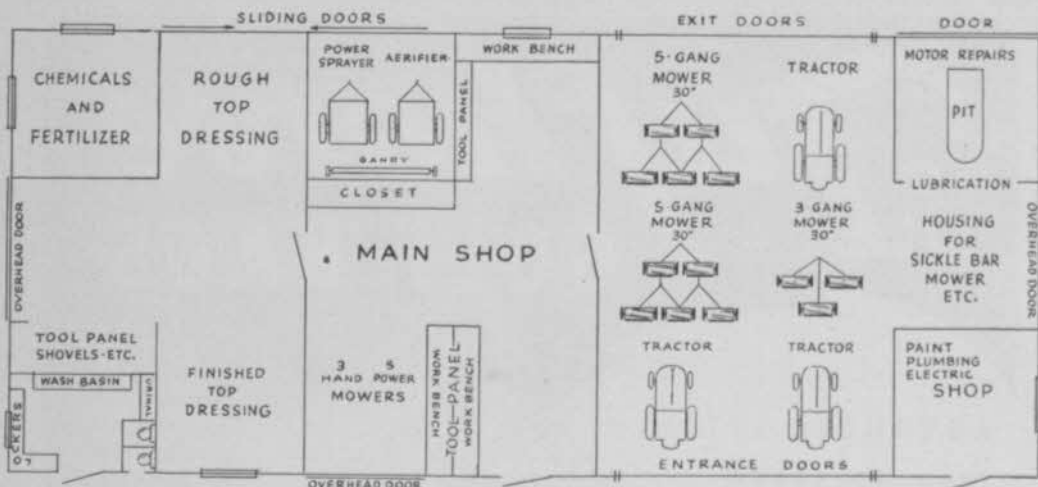 SLIDING DOORS
EXIT DOORS
DOOR
CHEMICALS
AND
FERTILIZER
ROUGH
TOP
DRESSING
POWER
SPRAYER
AERIFIER
GANDY
CLOSET
TOOL PANEL
WORK BENCH
5-GANG
MOWER
30"
TRACTOR
MOTOR REPAIRS
PIT
LUBRICATION
OVERHEAD DOOR
MAIN SHOP
5-GANG
MOWER
30"
3-GANG
MOWER
30"
HOUSING
FOR
SICKLE BAR
MOWER
ETC.
OVERHEAD DOOR
TOOL PANEL
SHOVELS-ETC.
WASH BASIN
URINAL
LOCKERS
FINISHED
TOP
DRESSING
3 5
HAND POWER
MOWERS
WORK BENCH
TOOL-PANEL
WORK BENCH
TRACTOR
TRACTOR
PAINT
PLUMBING
ELECTRIC
SHOP
OVERHEAD DOOR
ENTRANCE DOORS